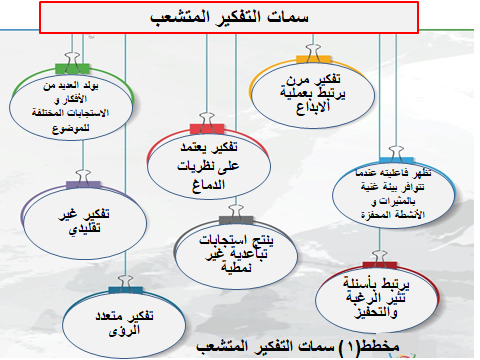 سمات التفكير المتشعب
تفكير مرن
يرتبط بعملية
الابداع
يولد العديد من
الأفكار و
الاستجابات المختلفة
للموضوع
تفكير يعتمد
على نظريات
الدماغ
تظهر فاعليته عندما
تتوافر بيئة غنية
بالمثيرات و
الأنشطة المحفزة
تفكير غير
تقليدي
ينتج استجابات
تباعدية غير
نمطية
يرتبط بأسئلة
تثير الرغبة
والتحفيز
تفكير متعدد
الرؤى
مخطط(١) سمات التفكير المتشعب